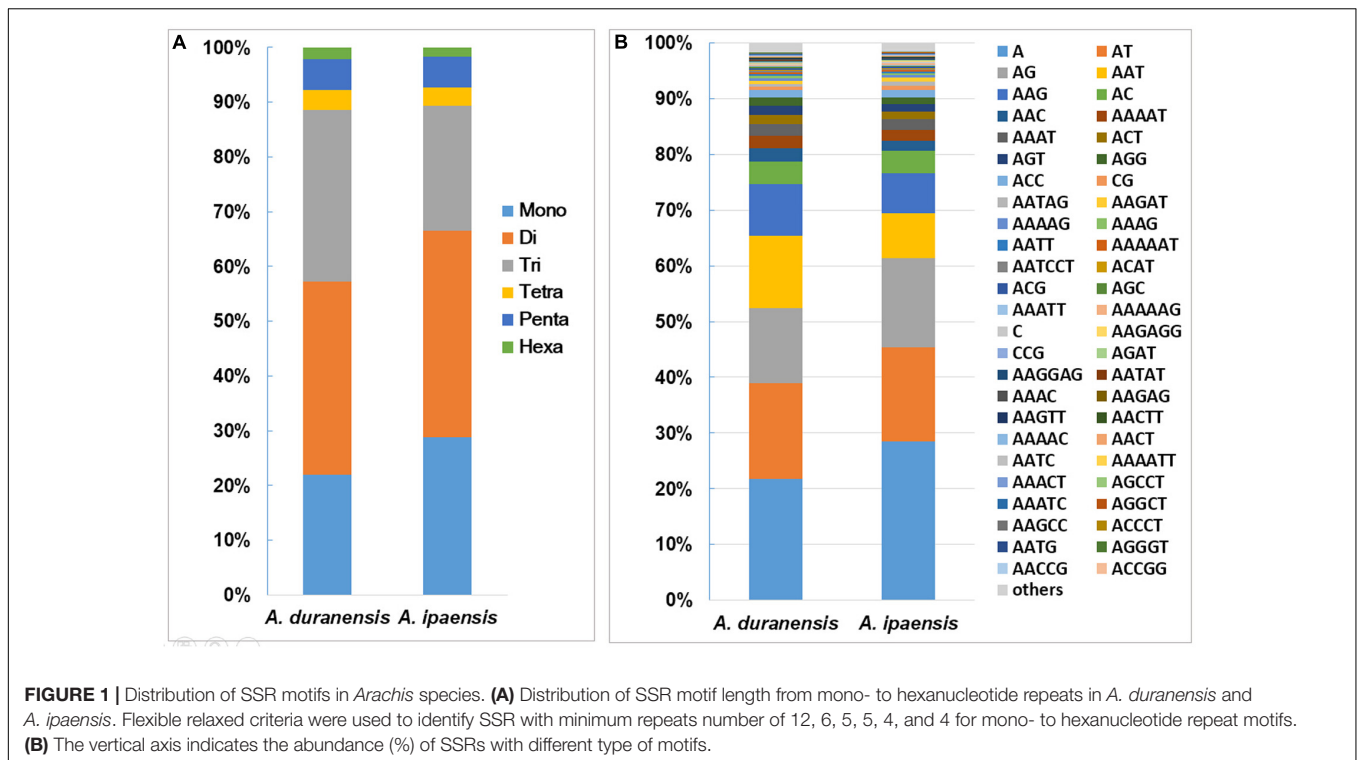 A
100%
90%
80%
70%
60%
50%
40%
30%
20%
10%
0%
A. duranensis A. ipaensis
Mono
Di
Tri
Tetra
Penta
Hexa
B
100%
90%
80%
70%
60%
50%
40%
30%
20%
10%
0%
A. duranensis A. ipaensis
A AT
AG AAT
AAG AC
AAC AAAAT
AAAT ACT
AGT AGG
ACC CG
AATAG AAGAT
AAAAG AAAG
AATT AAAAAT
AATCCT ACAT
ACG AGC
AAATT AAAAAG
C AAGAGG
CCG AGAT
AAGGAG AATAT
AAAC AAGAG
AAGTT AACTT
AAAAC AACT
AATC AAAATT
AAACT AGCCT
AAATC AGGCT
AAGCC ACCCT
AATG AGGGT
AACCG ACCGG
others
FIGURE 1 | Distribution of SSR motifs in Arachis species. (A) Distribution of SSR motif length from mono- to hexanucleotide repeats in A. duranensis and
A. ipaensis. Flexible relaxed criteria were used to identify SSR with minimum repeats number of 12, 6, 5, 5, 4, and 4 for mono- to hexanucleotide repeat motifs.
(B) The vertical axis indicates the abundance (%) of SSRs with different type of motifs.